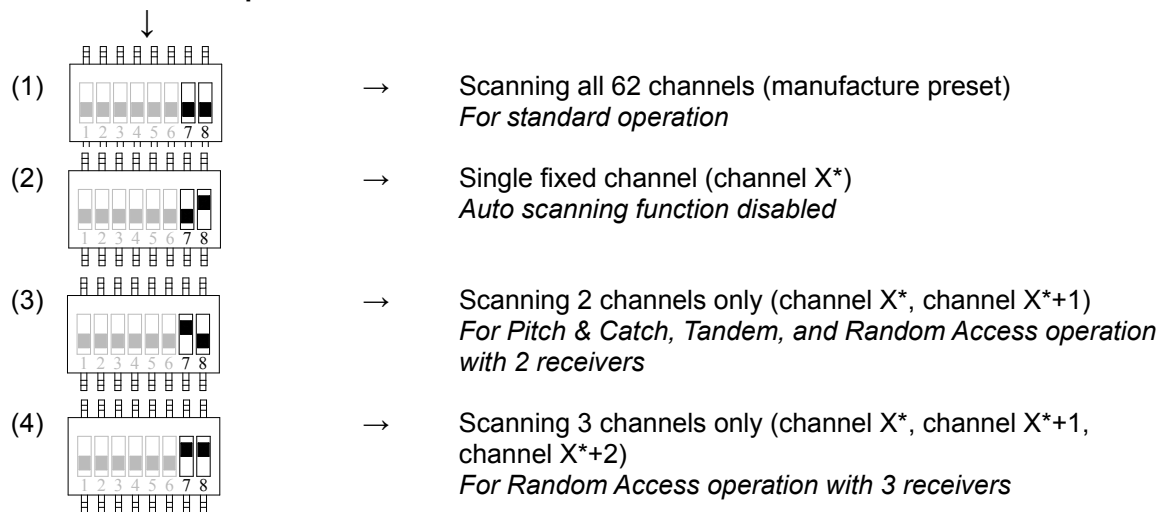 ↓
(1) 1 2 3 4 5 6 7 8 → Scanning all 62 channels (manufacture preset)
For standard operation
(2) 1 2 3 4 5 6 7 8 → Single fixed channel (channel X*)
Auto scanning function disabled
(3) 1 2 3 4 5 6 7 8 → Scanning 2 channels only (channel X*, channel X*+1)
For Pitch & Catch, Tandem, and Random Access operation
with 2 receivers
(4) 1 2 3 4 5 6 7 8 → Scanning 3 channels only (channel X*, channel X*+1,
channel X*+2)
For Random Access operation with 3 receivers